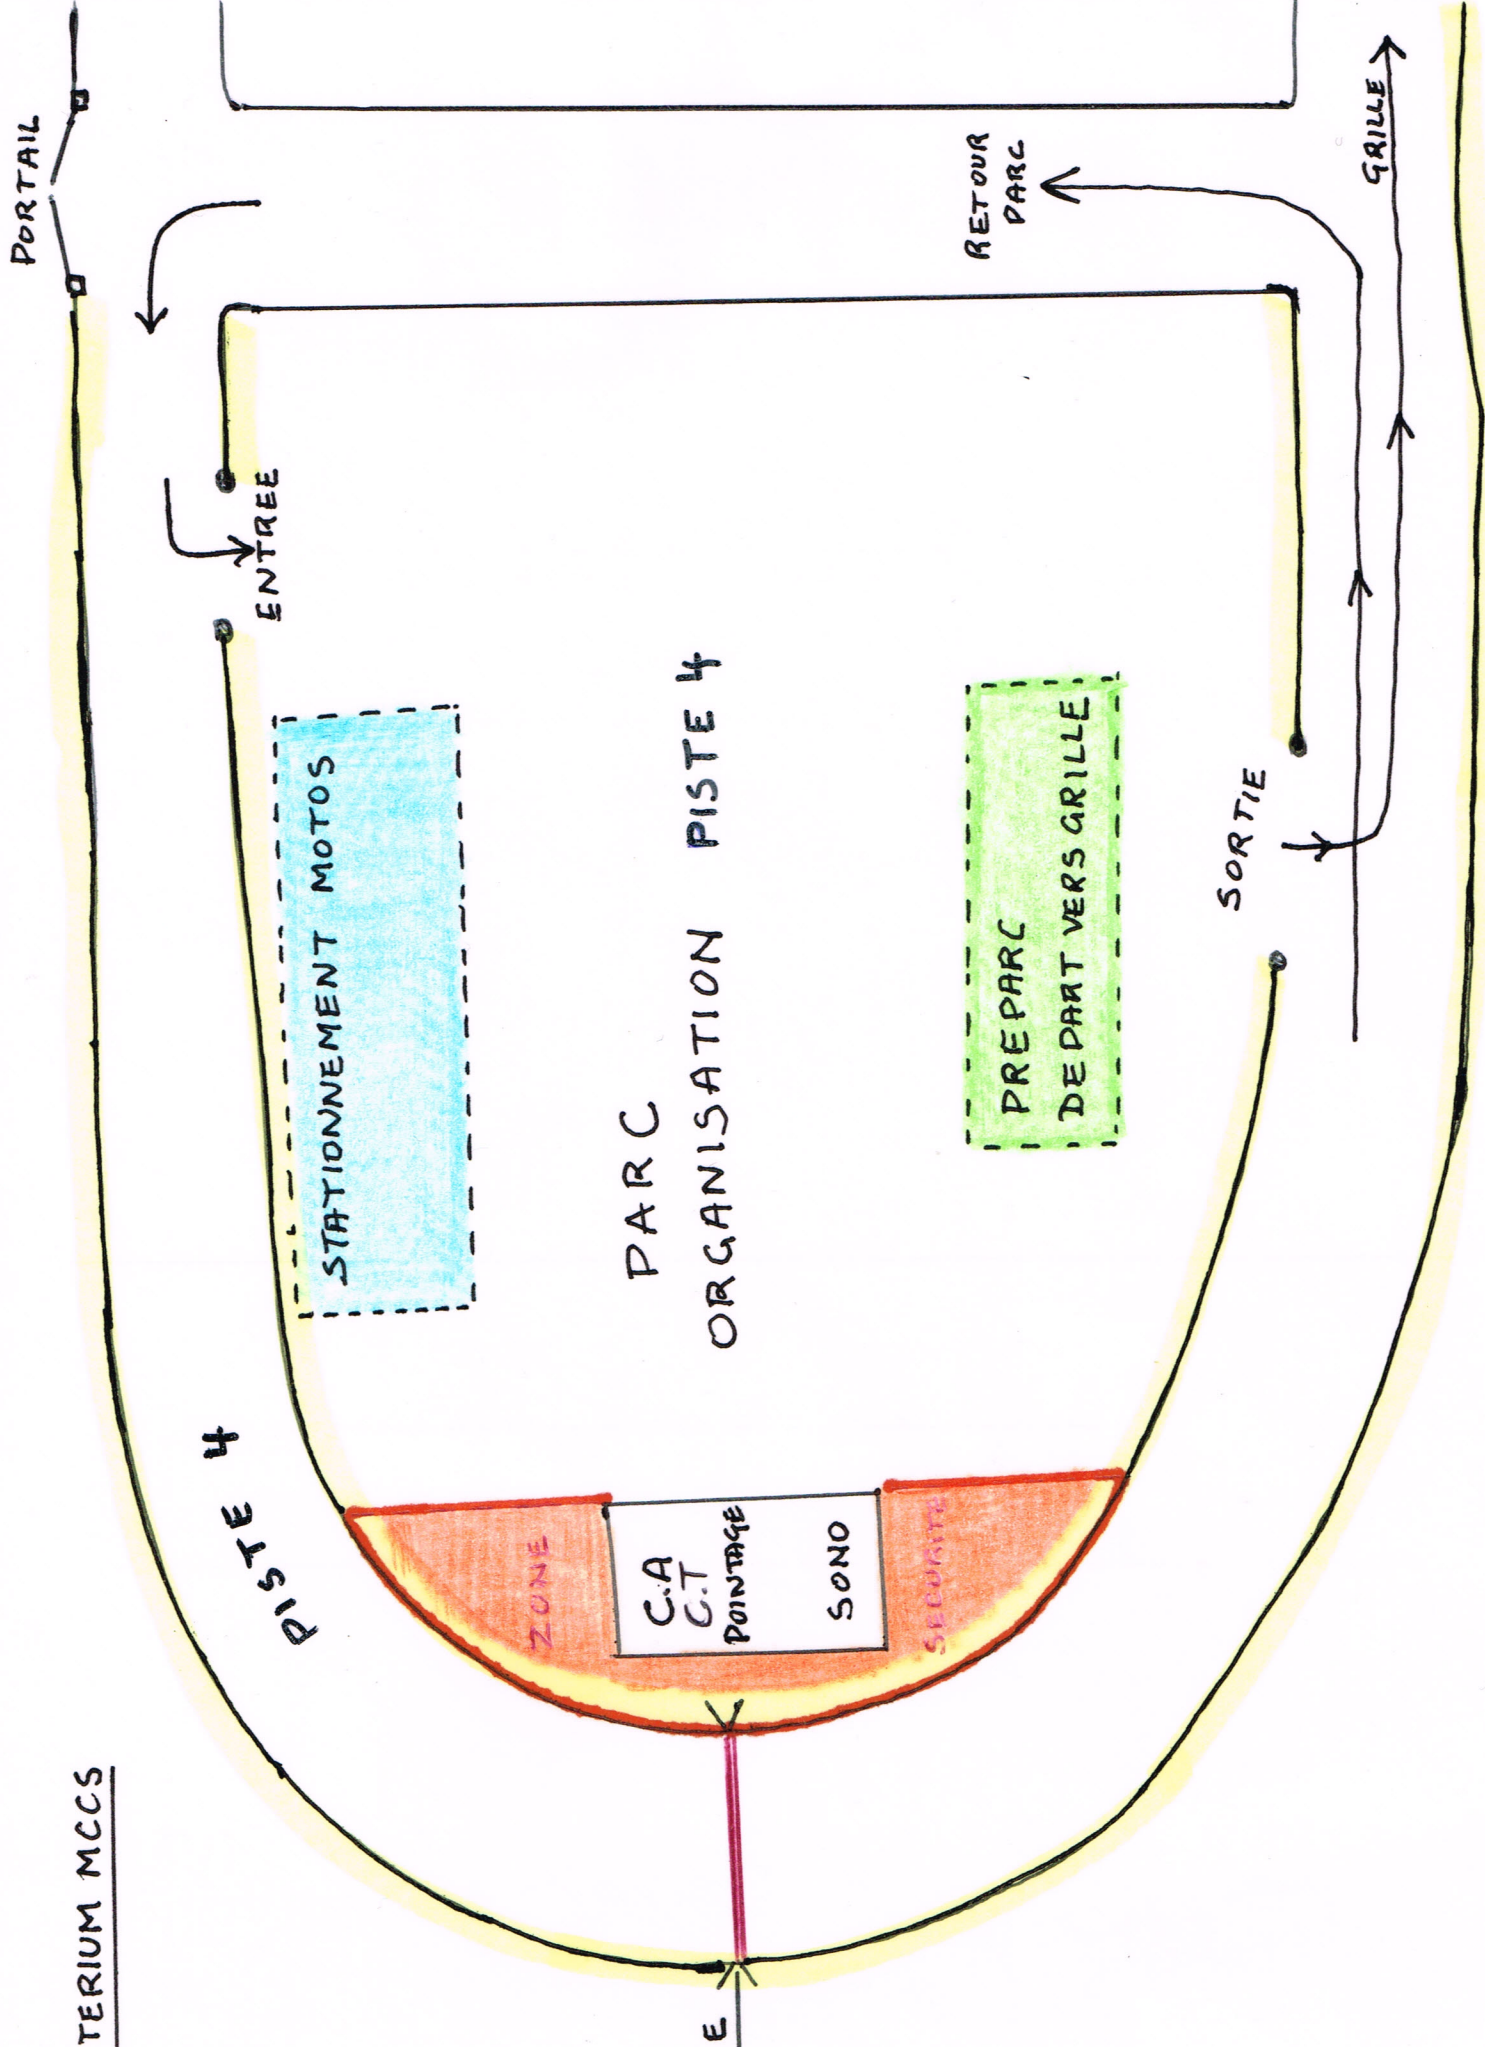 TERIUM MCCS
PORTAIL
PISTE 4
ENTREE
STATIONNEMENT MOTOS
PARC
ORGANISATION PISTE 4
ZONE
C.A
C.T
POINTAGE
SONO
SECURITE
E
PREPARC
DEPART VERS GRILLE
SORTIE
RETOUR
PARC
GRILLE